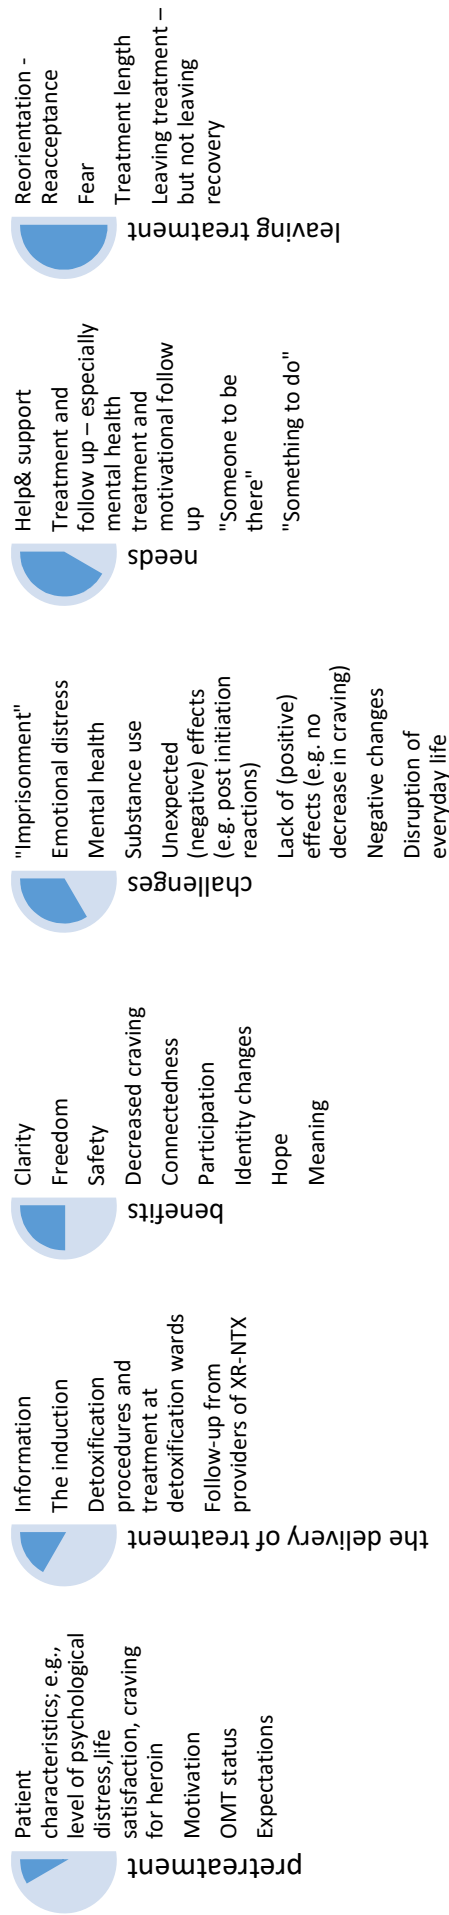 pretreatment
Patient
characteristics; e.g.,
level of psychological
distress,life
satisfaction, craving
for heroin
Motivation
OMT status
Expectations
the delivery of treatment
Information
The induction
Detoxification
procedures and
treatment at
detoxification wards
Follow-up from
providers of XR-NTX
benefits
Clarity
Freedom
Safety
Decreased craving
Connectedness
Participation
Identity changes
Hope
Meaning
challenges
"Imprisonment"
Emotional distress
Mental health
Substance use
Unexpected
(negative) effects
(e.g. post initiation
reactions)
Lack of (positive)
effects (e.g. no
decrease in craving)
Negative changes
Disruption of
everyday life
needs
Help& support
Treatment and
follow up – especially
mental health
treatment and
motivational follow
up
"Someone to be
there"
"Something to do"
leaving treatment
Reorientation -
Reacceptance
Fear
Treatment length
Leaving treatment –
but not leaving
recovery